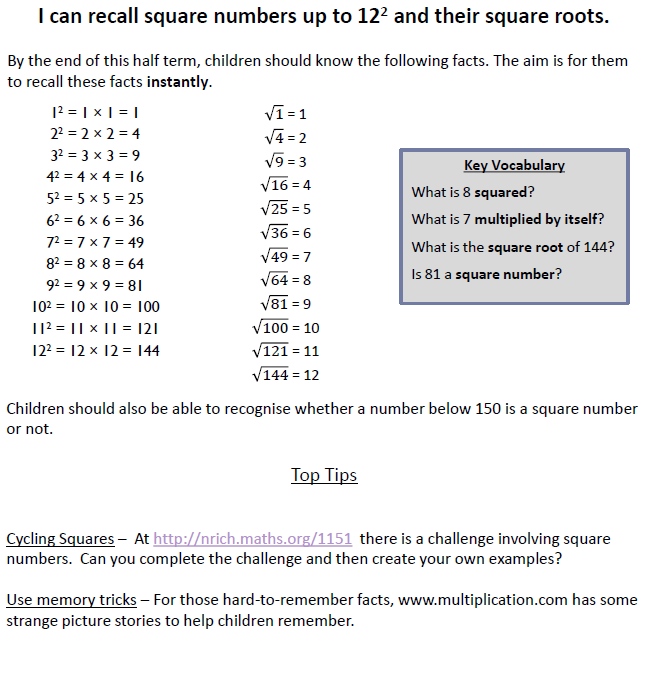 I can recall square numbers up to 12² and their square roots.
By the end of this half term, children should know the following facts. The aim is for them
to recall these facts instantly.
1² = 1 × 1 = 1
2² = 2 × 2 = 4
3² = 3 × 3 = 9
4² = 4 × 4 = 16
5² = 5 × 5 = 25
6² = 6 × 6 = 36
7² = 7 × 7 = 49
8² = 8 × 8 = 64
9² = 9 × 9 = 81
10² = 10 × 10 = 100
11² = 11 × 11 = 121
12² = 12 × 12 = 144
√1 = 1
√4 = 2
√9 = 3
√16 = 4
√25 = 5
√36 = 6
√49 = 7
√64 = 8
√81 = 9
√100 = 10
√121 = 11
√144 = 12
Key Vocabulary
What is 8 squared?
What is 7 multiplied by itself?
What is the square root of 144?
Is 81 a square number?
Children should also be able to recognise whether a number below 150 is a square number
or not.
Top Tips
Cycling Squares – At http://nrich.maths.org/1151 there is a challenge involving square
numbers. Can you complete the challenge and then create your own examples?
Use memory tricks – For those hard-to-remember facts, www.multiplication.com has some
strange picture stories to help children remember.